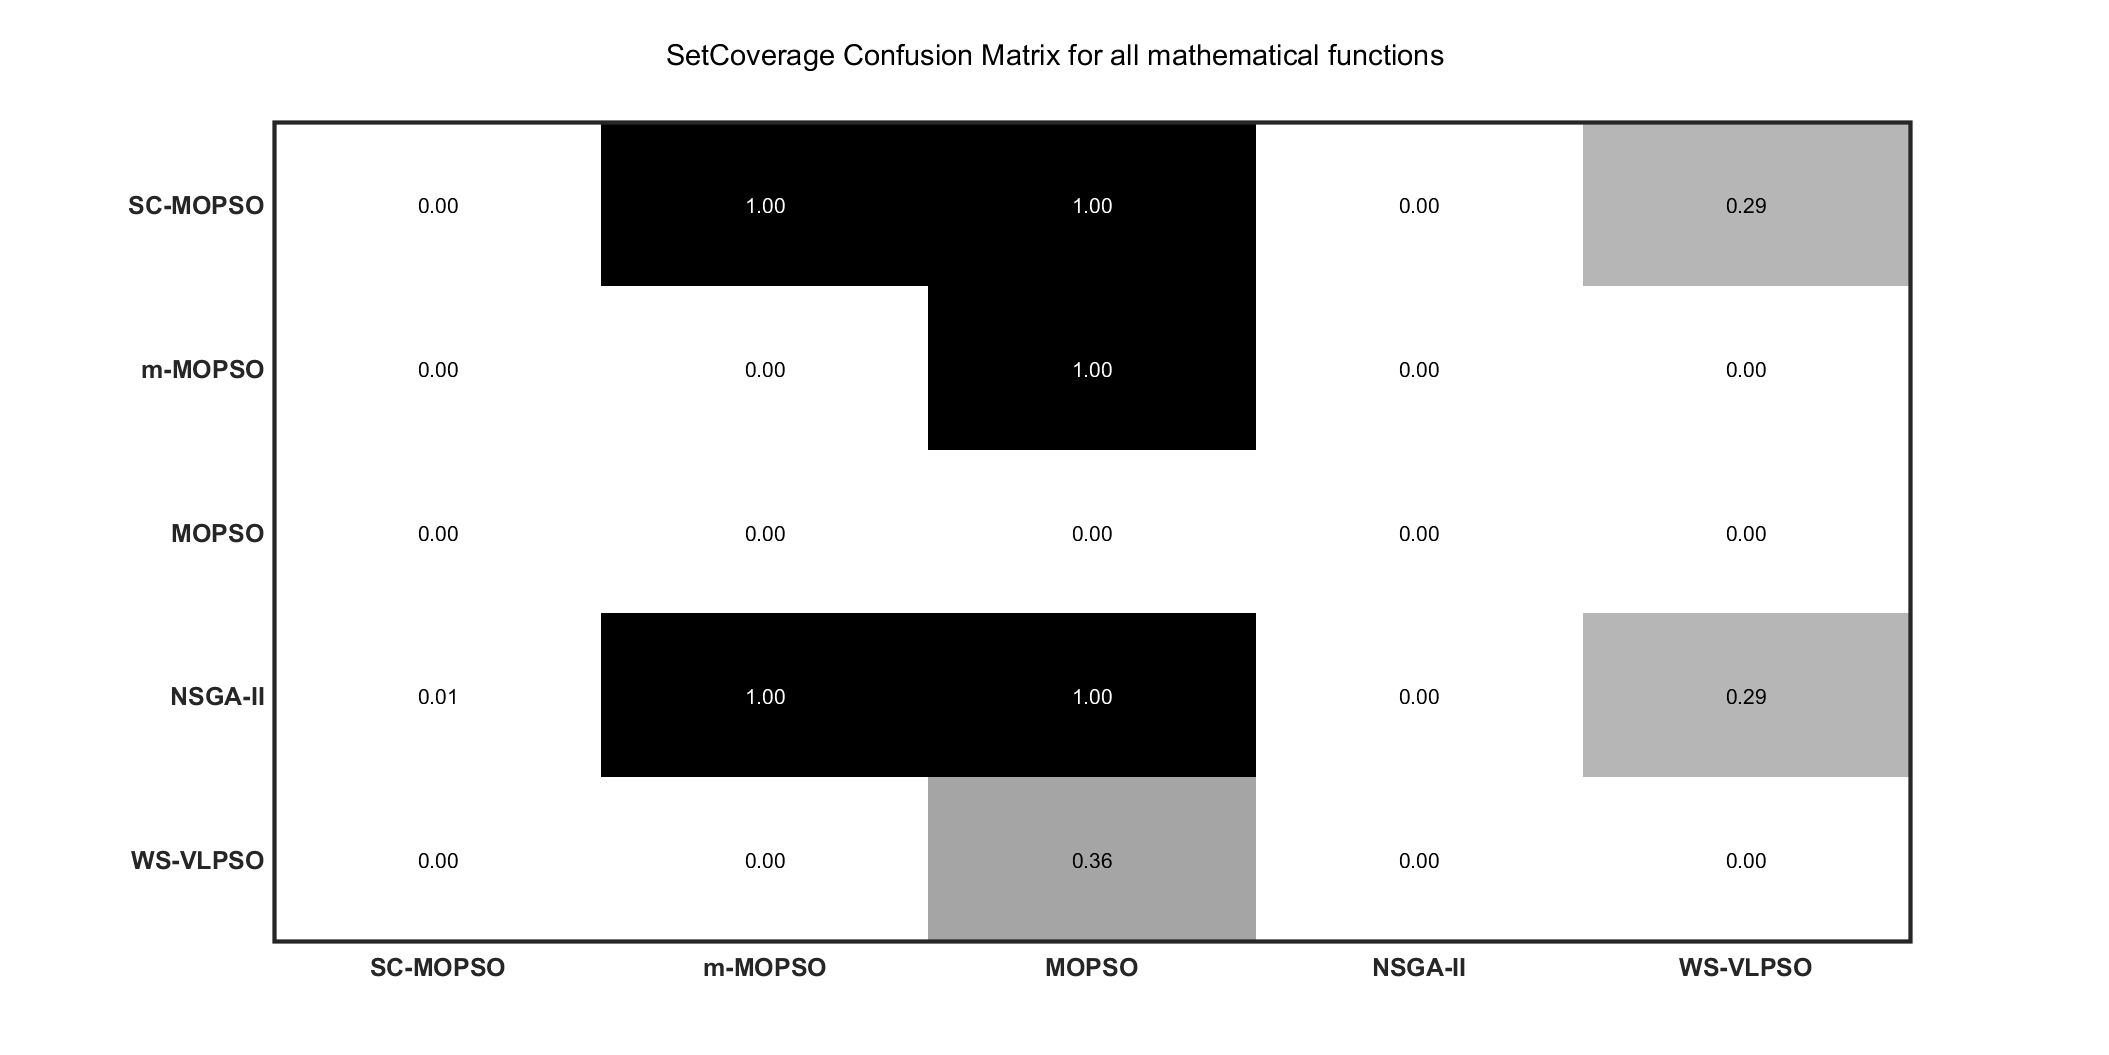 SetCoverage Confusion Matrix for all mathematical functions
SC-MOPSO 0.00 1.00 1.00 0.00 0.29
m-MOPSO 0.00 0.00 1.00 0.00 0.00
MOPSO 0.00 0.00 0.00 0.00 0.00
NSGA-II 0.01 1.00 1.00 0.00 0.29
WS-VLPSO 0.00 0.00 0.36 0.00 0.00
SC-MOPSO m-MOPSO MOPSO NSGA-II WS-VLPSO